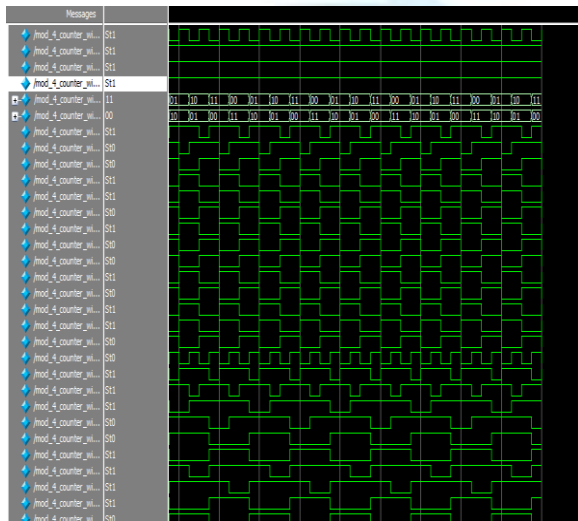 Messages
/mod_4_counter_wi... St1
/mod_4_counter_wi... St1
/mod_4_counter_wi... St1
/mod_4_counter_wi... St1
/mod_4_counter_wi... 11 01 10 11 00 01 10 11 00 01 10 11 00 01 10 11 00 01 10 11
/mod_4_counter_wi... 00 10 01 00 11 10 01 00 11 10 01 00 11 10 01 00 11 10 01 00
/mod_4_counter_wi... St1
/mod_4_counter_wi... St0
/mod_4_counter_wi... St0
/mod_4_counter_wi... St1
/mod_4_counter_wi... St1
/mod_4_counter_wi... St0
/mod_4_counter_wi... St1
/mod_4_counter_wi... St0
/mod_4_counter_wi... St0
/mod_4_counter_wi... St1
/mod_4_counter_wi... St0
/mod_4_counter_wi... St1
/mod_4_counter_wi... St1
/mod_4_counter_wi... St0
/mod_4_counter_wi... St0
/mod_4_counter_wi... St1
/mod_4_counter_wi... St1
/mod_4_counter_wi... St1
/mod_4_counter_wi... St0
/mod_4_counter_wi... St0
/mod_4_counter_wi... St1
/mod_4_counter_wi... St1
/mod_4_counter_wi... St1
/mod_4_counter_wi... St1
/mod_4_counter_wi... St0